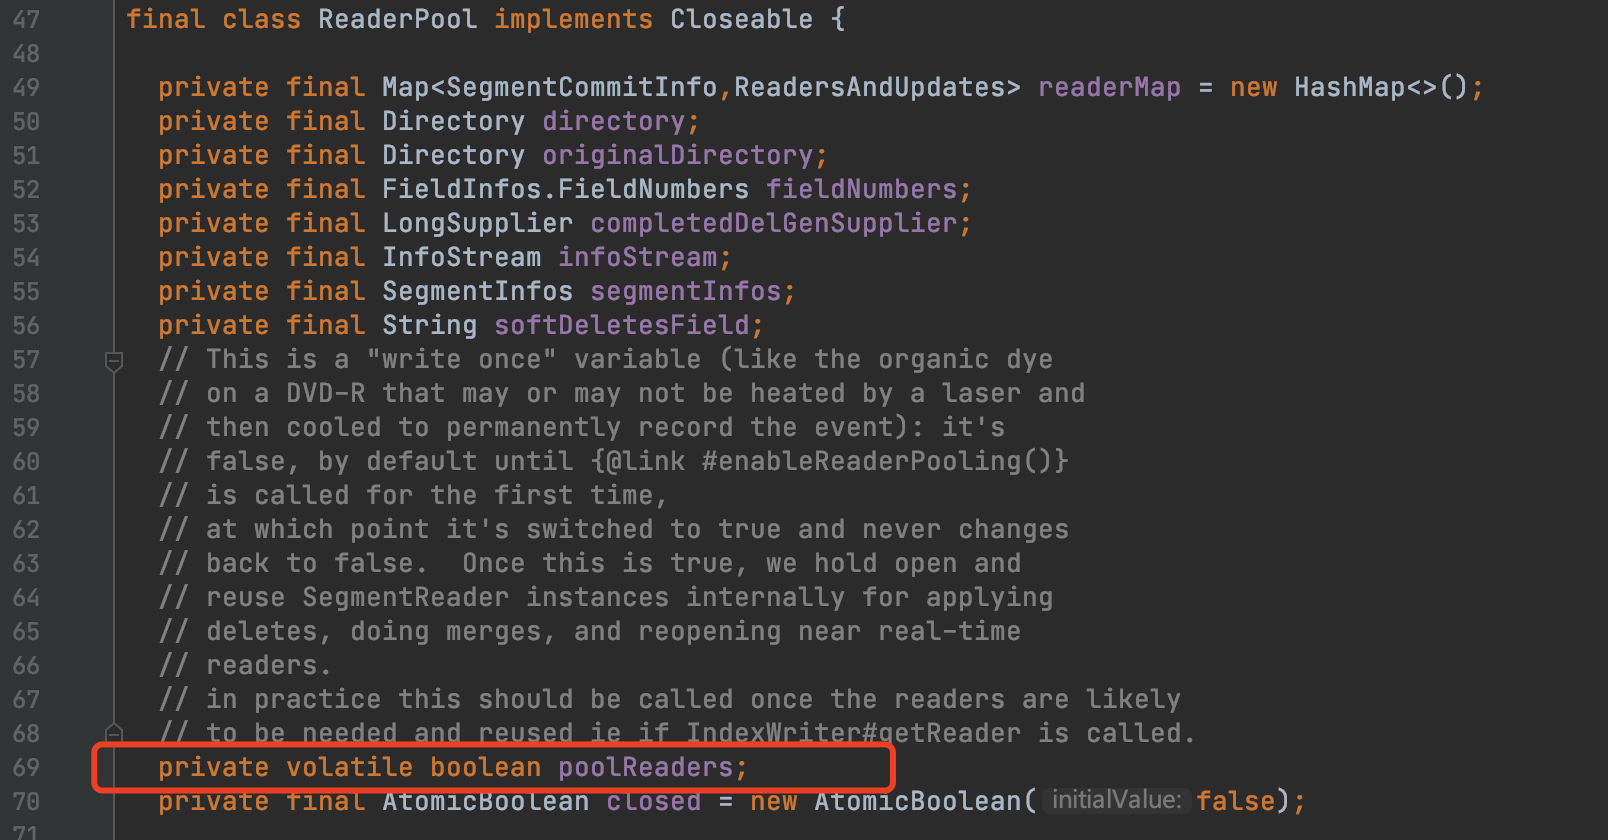 47 final class ReaderPool implements Closeable {
48
49 private final Map<SegmentCommitInfo,ReadersAndUpdates> readerMap = new HashMap<>();
50 private final Directory directory;
51 private final Directory originalDirectory;
52 private final FieldInfos.FieldNumbers fieldNumbers;
53 private final LongSupplier completedDelGenSupplier;
54 private final InfoStream infoStream;
55 private final SegmentInfos segmentInfos;
56 private final String softDeletesField;
57 // This is a "write once" variable (like the organic dye
58 // on a DVD-R that may or may not be heated by a laser and
59 // then cooled to permanently record the event): it's
60 // false, by default until {@link #enableReaderPooling()}
61 // is called for the first time,
62 // at which point it's switched to true and never changes
63 // back to false.  Once this is true, we hold open and
64 // reuse SegmentReader instances internally for applying
65 // deletes, doing merges, and reopening near real-time
66 // readers.
67 // in practice this should be called once the readers are likely
68 // to be needed and reused ie if IndexWriter#getReader is called.
69 private volatile boolean poolReaders;
70 private final AtomicBoolean closed = new AtomicBoolean( initialValue: false);
71